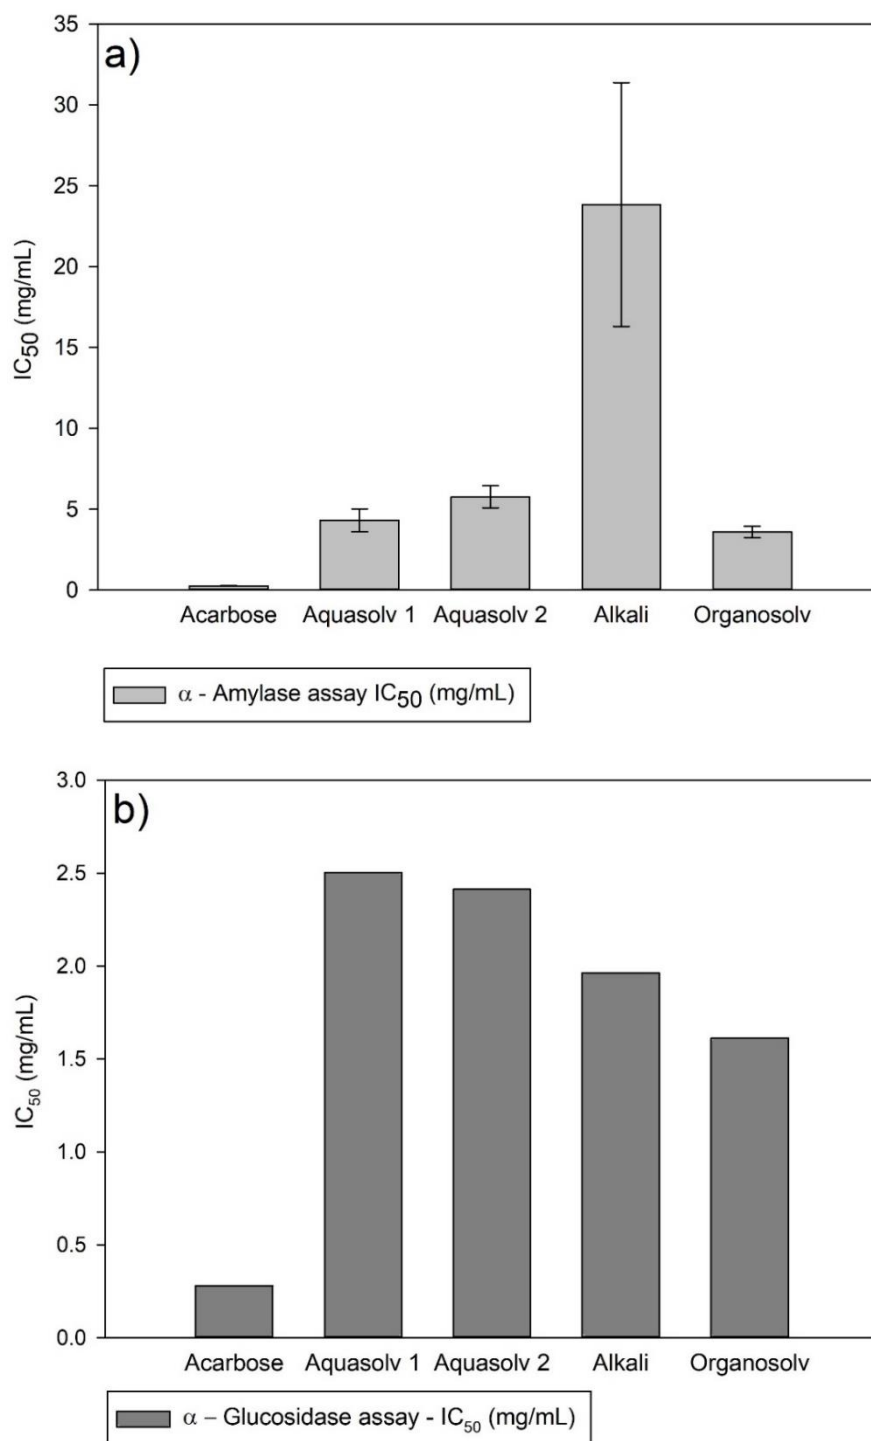 a)
35
30
25
20
15
10
5
0
IC50 (mg/mL)
Acarbose Aquasolv 1 Aquasolv 2 Alkali Organosolv
α - Amylase assay IC50 (mg/mL)
b)
3.0
2.5
2.0
1.5
1.0
0.5
0.0
IC50 (mg/mL)
Acarbose Aquasolv 1 Aquasolv 2 Alkali Organosolv
α – Glucosidase assay - IC50 (mg/mL)